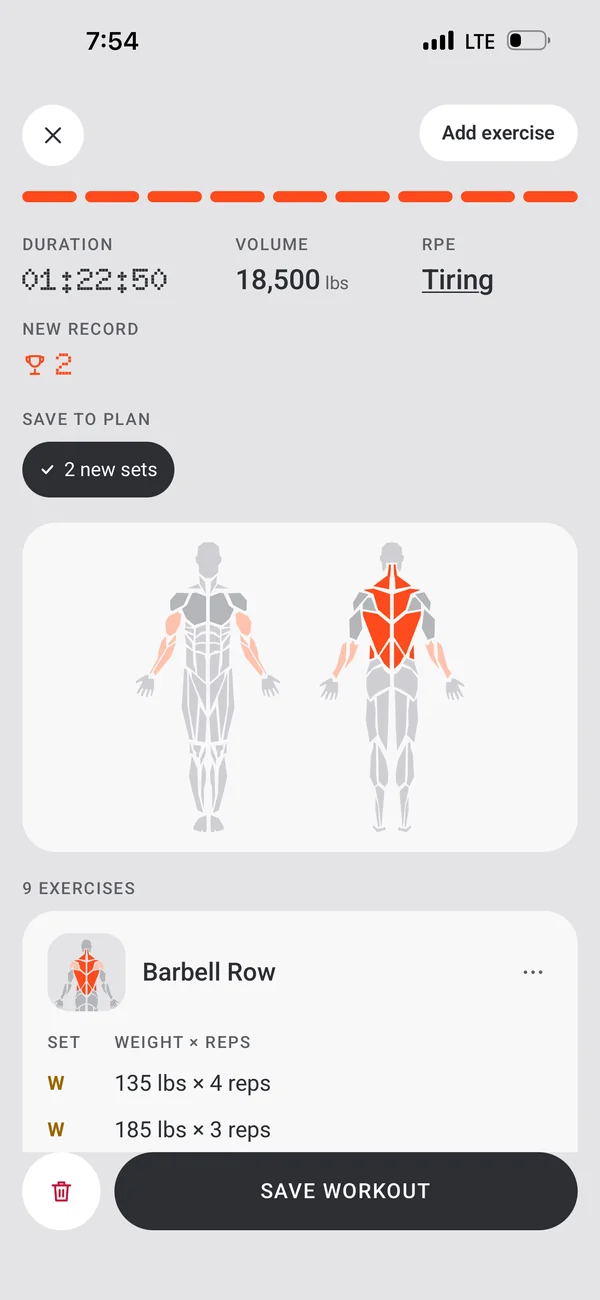 7:54 LTE
Add exercise
DURATION VOLUME RPE
01:22:50 18,500 lbs Tiring
NEW RECORD
2
SAVE TO PLAN
2 new sets
9 EXERCISES
Barbell Row
SET WEIGHT × REPS
W 135 lbs × 4 reps
W 185 lbs × 3 reps
SAVE WORKOUT